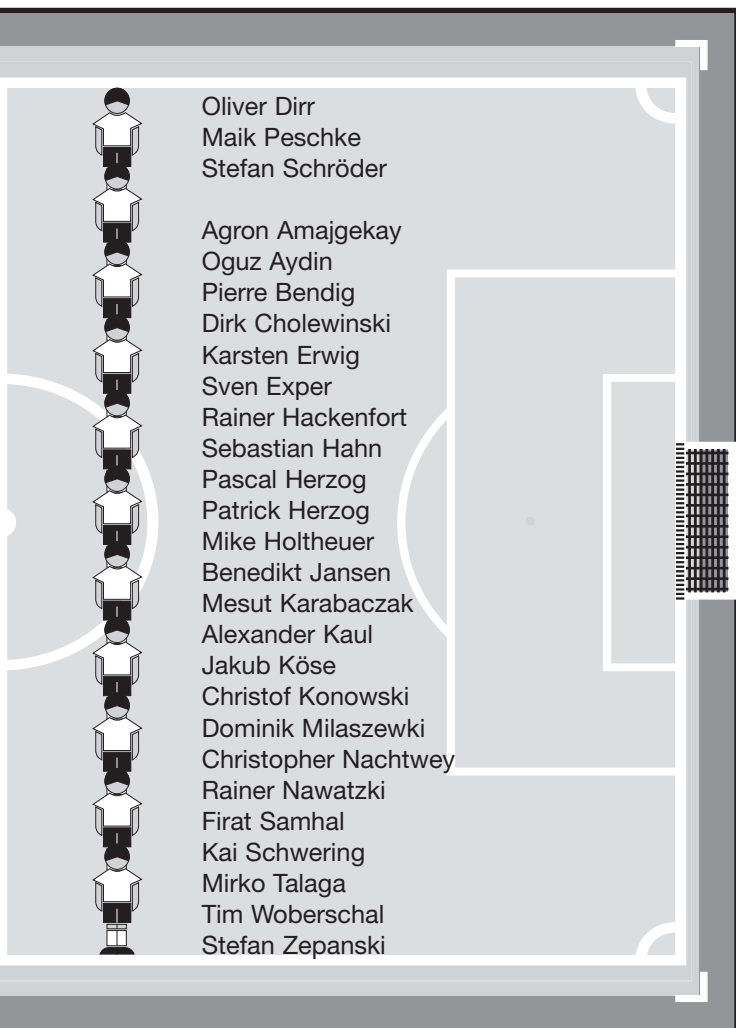 Oliver Dirr
Maik Peschke
Stefan Schröder
Agron Amajgekay
Oguz Aydin
Pierre Bendig
Dirk Cholewinski
Karsten Erwig
Sven Exper
Rainer Hackenfort
Sebastian Hahn
Pascal Herzog
Patrick Herzog
Mike Holtheuer
Benedikt Jansen
Mesut Karabaczak
Alexander Kaul
Jakub Köse
Christof Konowski
Dominik Milaszewki
Christopher Nachtwey
Rainer Nawatzki
Firat Samhal
Kai Schwering
Mirko Talaga
Tim Woberschal
Stefan Zepanski